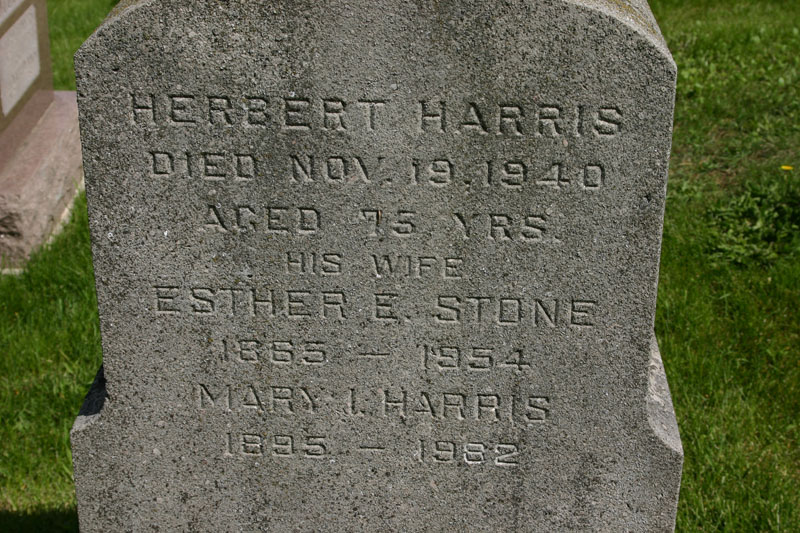 HERBERT HARRIS
DIED NOV. 19, 1940
AGED 75 YRS.
HIS WIFE
ESTHER E. STONE
1865 — 1954
MARY I. HARRIS
1895 — 1982